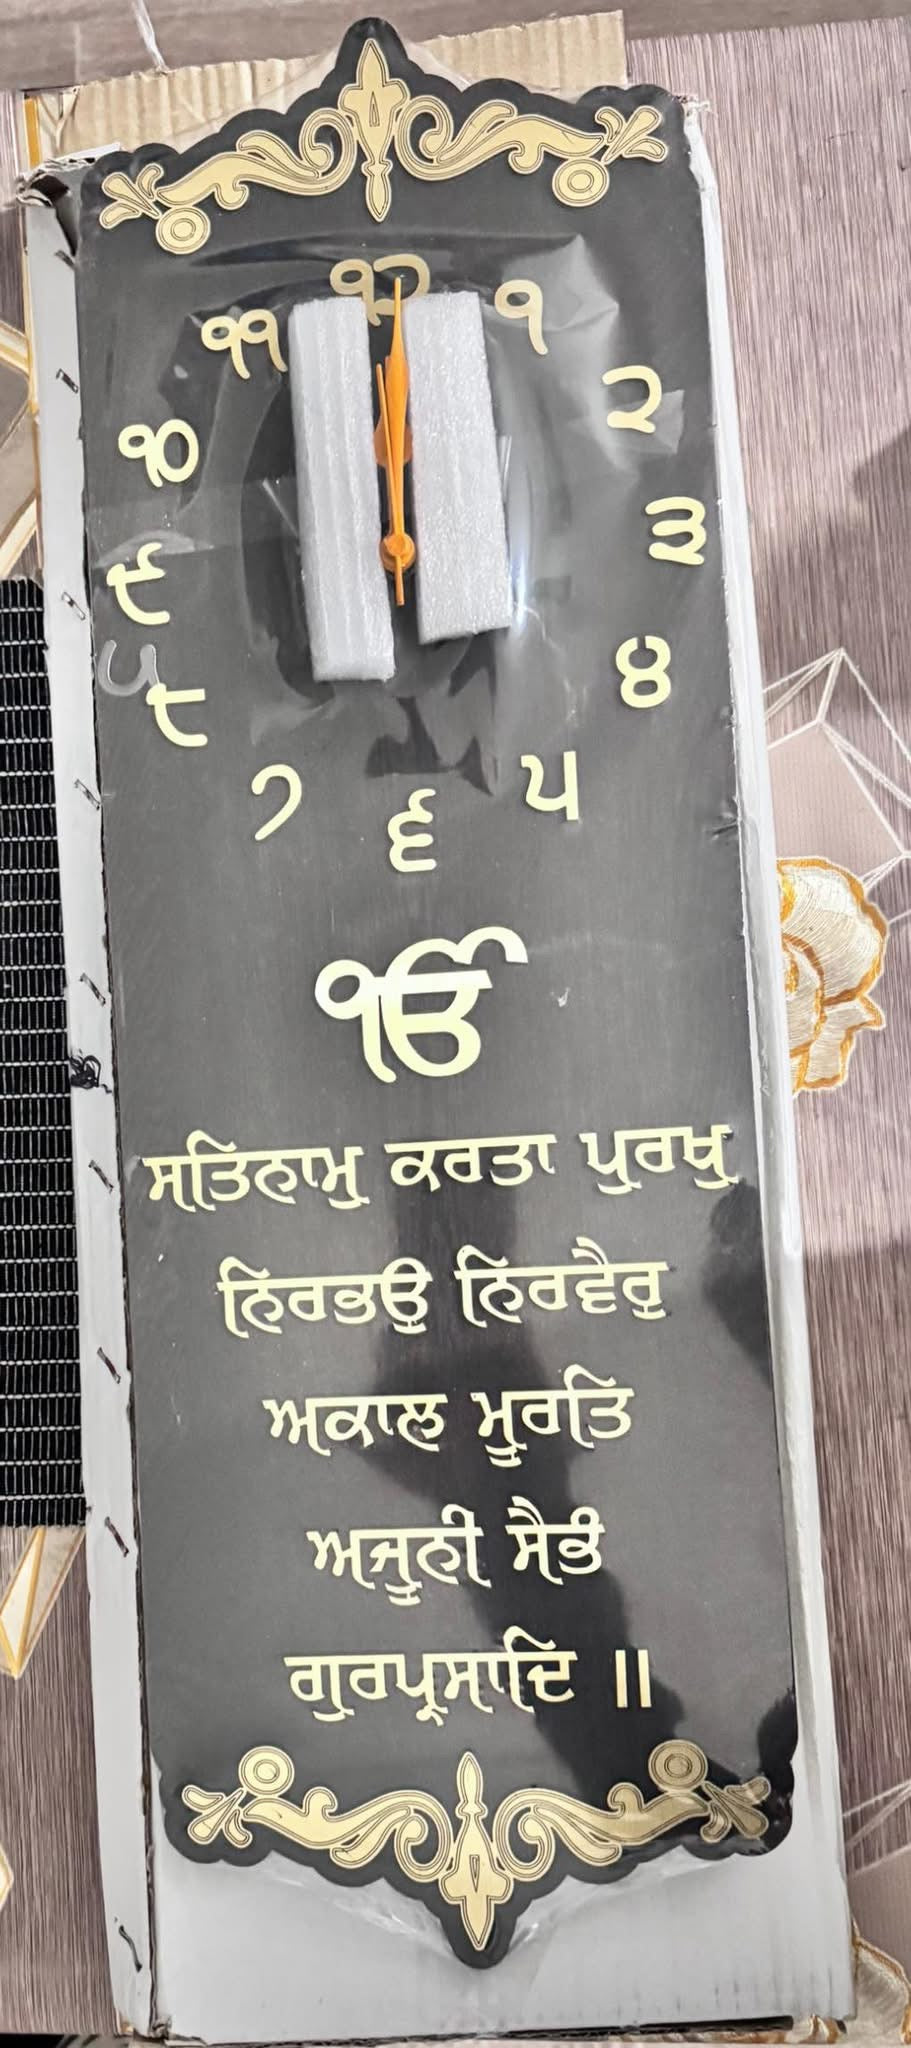 ੧੨
੧
੨
੩
੪
੫
੬
੭
੮
੯
੧੦
੧੧
ੴ
ਸਤਿਨਾਮੁ ਕਰਤਾ ਪੁਰਖੁ
ਨਿਰਭਉ ਨਿਰਵੈਰੁ
ਅਕਾਲ ਮੂਰਤਿ
ਅਜੂਨੀ ਸੈਭੰ
ਗੁਰਪ੍ਰਸਾਦਿ ॥